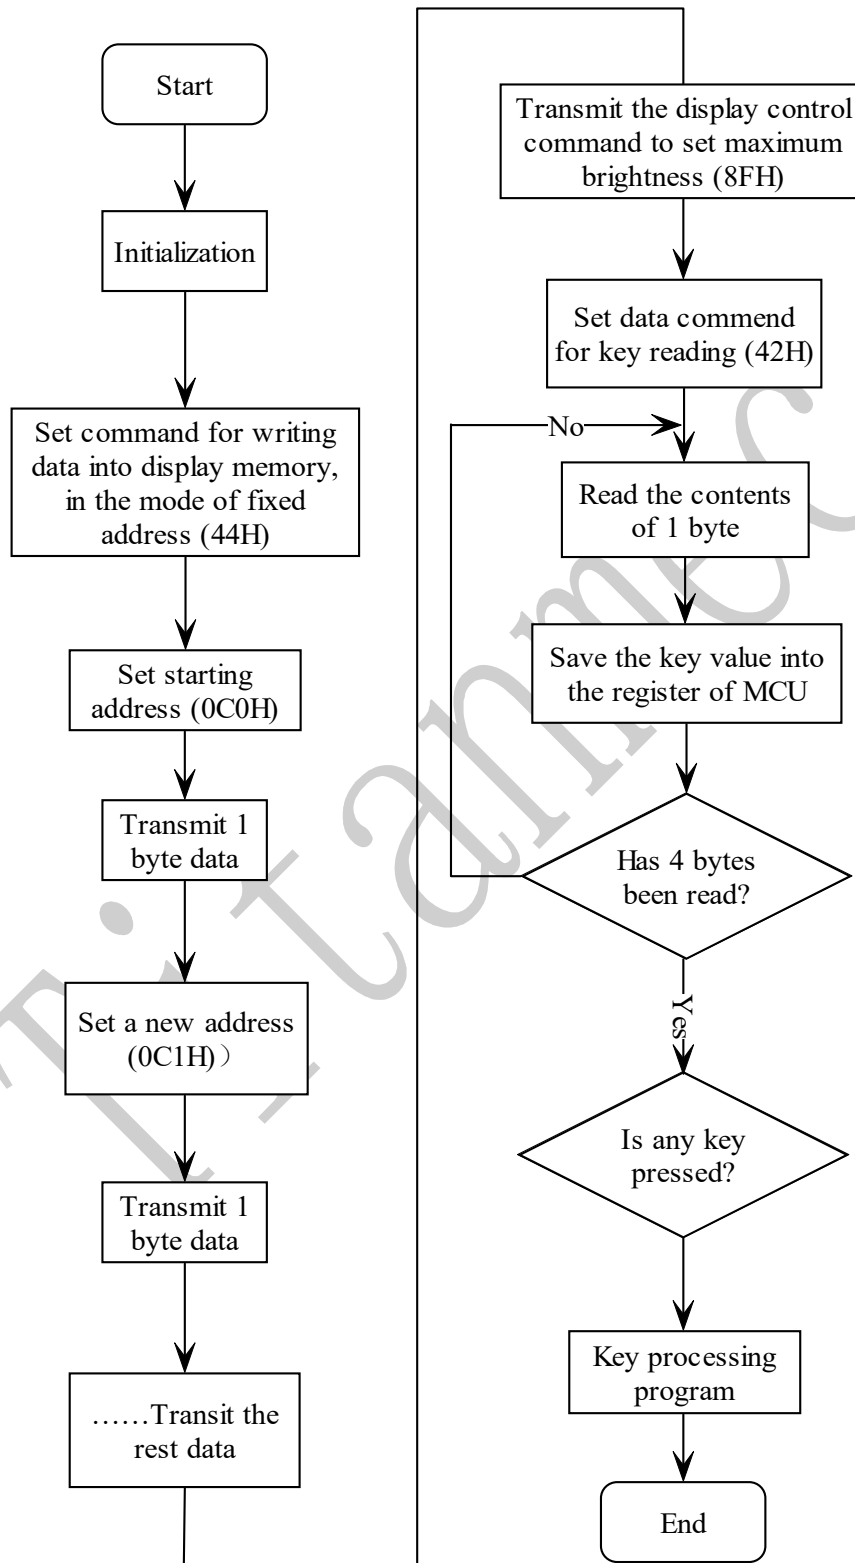 Start
Initialization
Set command for writing
data into display memory,
in the mode of fixed
address (44H)
Set starting
address (0C0H)
Transmit 1
byte data
Set a new address
(0C1H)）
Transmit 1
byte data
……Transit the
rest data
Transmit the display control
command to set maximum
brightness (8FH)
Set data commend
for key reading (42H)
No
Read the contents
of 1 byte
Save the key value into
the register of MCU
Has 4 bytes
been read?
Yes
Is any key
pressed?
Key processing
program
End
Titanmec